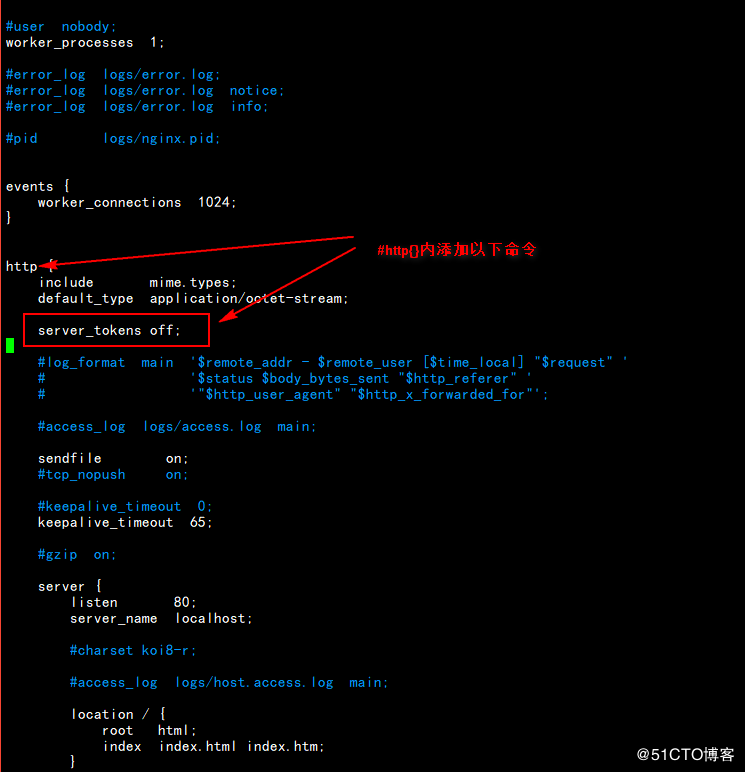 #user  nobody;
worker_processes  1;
#error_log  logs/error.log;
#error_log  logs/error.log  notice;
#error_log  logs/error.log  info;
#pid        logs/nginx.pid;
events {
    worker_connections  1024;
}
#http{}内添加以下命令
http {
    include       mime.types;
    default_type  application/octet-stream;
    server_tokens off;
    #log_format  main  '$remote_addr - $remote_user [$time_local] "$request" '
    #                  '$status $body_bytes_sent "$http_referer" '
    #                  '"$http_user_agent" "$http_x_forwarded_for"';
    #access_log  logs/access.log  main;
    sendfile        on;
    #tcp_nopush     on;
    #keepalive_timeout  0;
    keepalive_timeout  65;
    #gzip  on;
    server {
        listen       80;
        server_name  localhost;
        #charset koi8-r;
        #access_log  logs/host.access.log  main;
        location / {
            root   html;
            index  index.html index.htm;
        }
@51CTO博客